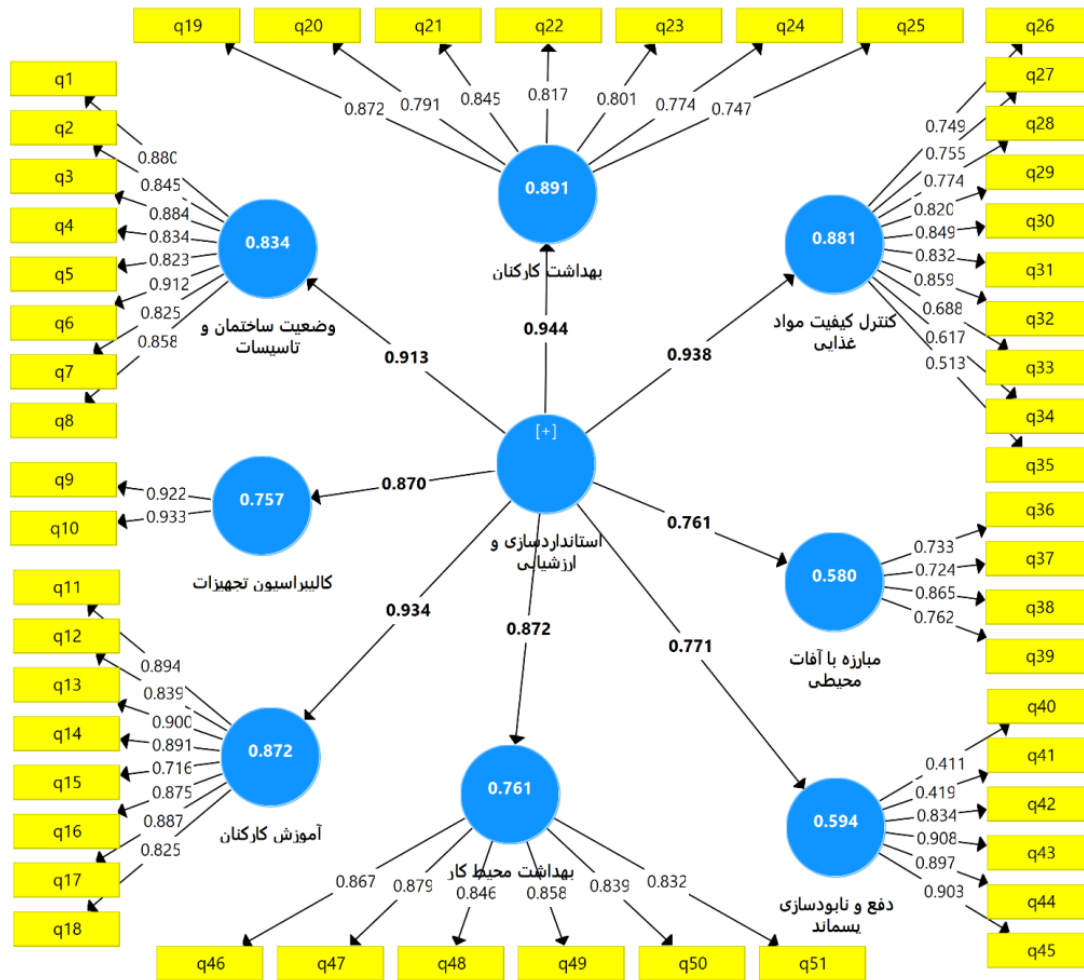 q19
q20
q21
q22
q23
q24
q25
q26
q27
q28
q29
q30
q31
q32
q33
q34
q35
0.872
0.791
0.845
0.817
0.801
0.774
0.747
0.891
بهداشت کارکنان
0.944
q1
q2
q3
q4
q5
q6
q7
q8
0.880
0.845
0.884
0.834
0.823
0.912
0.825
0.858
0.834
وضعیت ساختمان و
تاسیسات
0.913
0.749
0.755
0.774
0.820
0.849
0.832
0.859
0.688
0.617
0.513
0.881
کنترل کیفیت مواد
غذایی
0.938
[+]
استانداردسازی و
ارزشیابی
q9
q10
0.922
0.933
0.757
کالیبراسیون تجهیزات
0.870
q36
q37
q38
q39
0.733
0.724
0.865
0.762
0.580
مبارزه با آفات
محیطی
0.761
q11
q12
q13
q14
q15
q16
q17
q18
0.894
0.839
0.900
0.891
0.716
0.875
0.887
0.825
0.872
آموزش کارکنان
0.934
0.872
0.761
بهداشت محیط کار
0.867
0.879
0.846
0.858
0.839
0.832
q46
q47
q48
q49
q50
q51
0.771
q40
q41
q42
q43
q44
q45
0.411
0.419
0.834
0.908
0.897
0.903
0.594
دفع و نابودسازی
پسماند